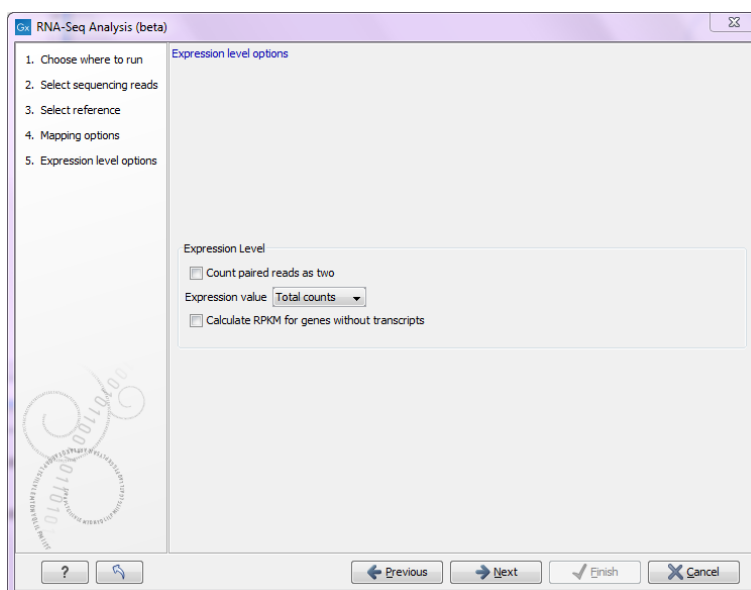 Gx RNA-Seq Analysis (beta)
1. Choose where to run
2. Select sequencing reads
3. Select reference
4. Mapping options
5. Expression level options
Expression level options
Expression Level
Count paired reads as two
Expression value Total counts
Calculate RPKM for genes without transcripts
? Previous Next Finish Cancel